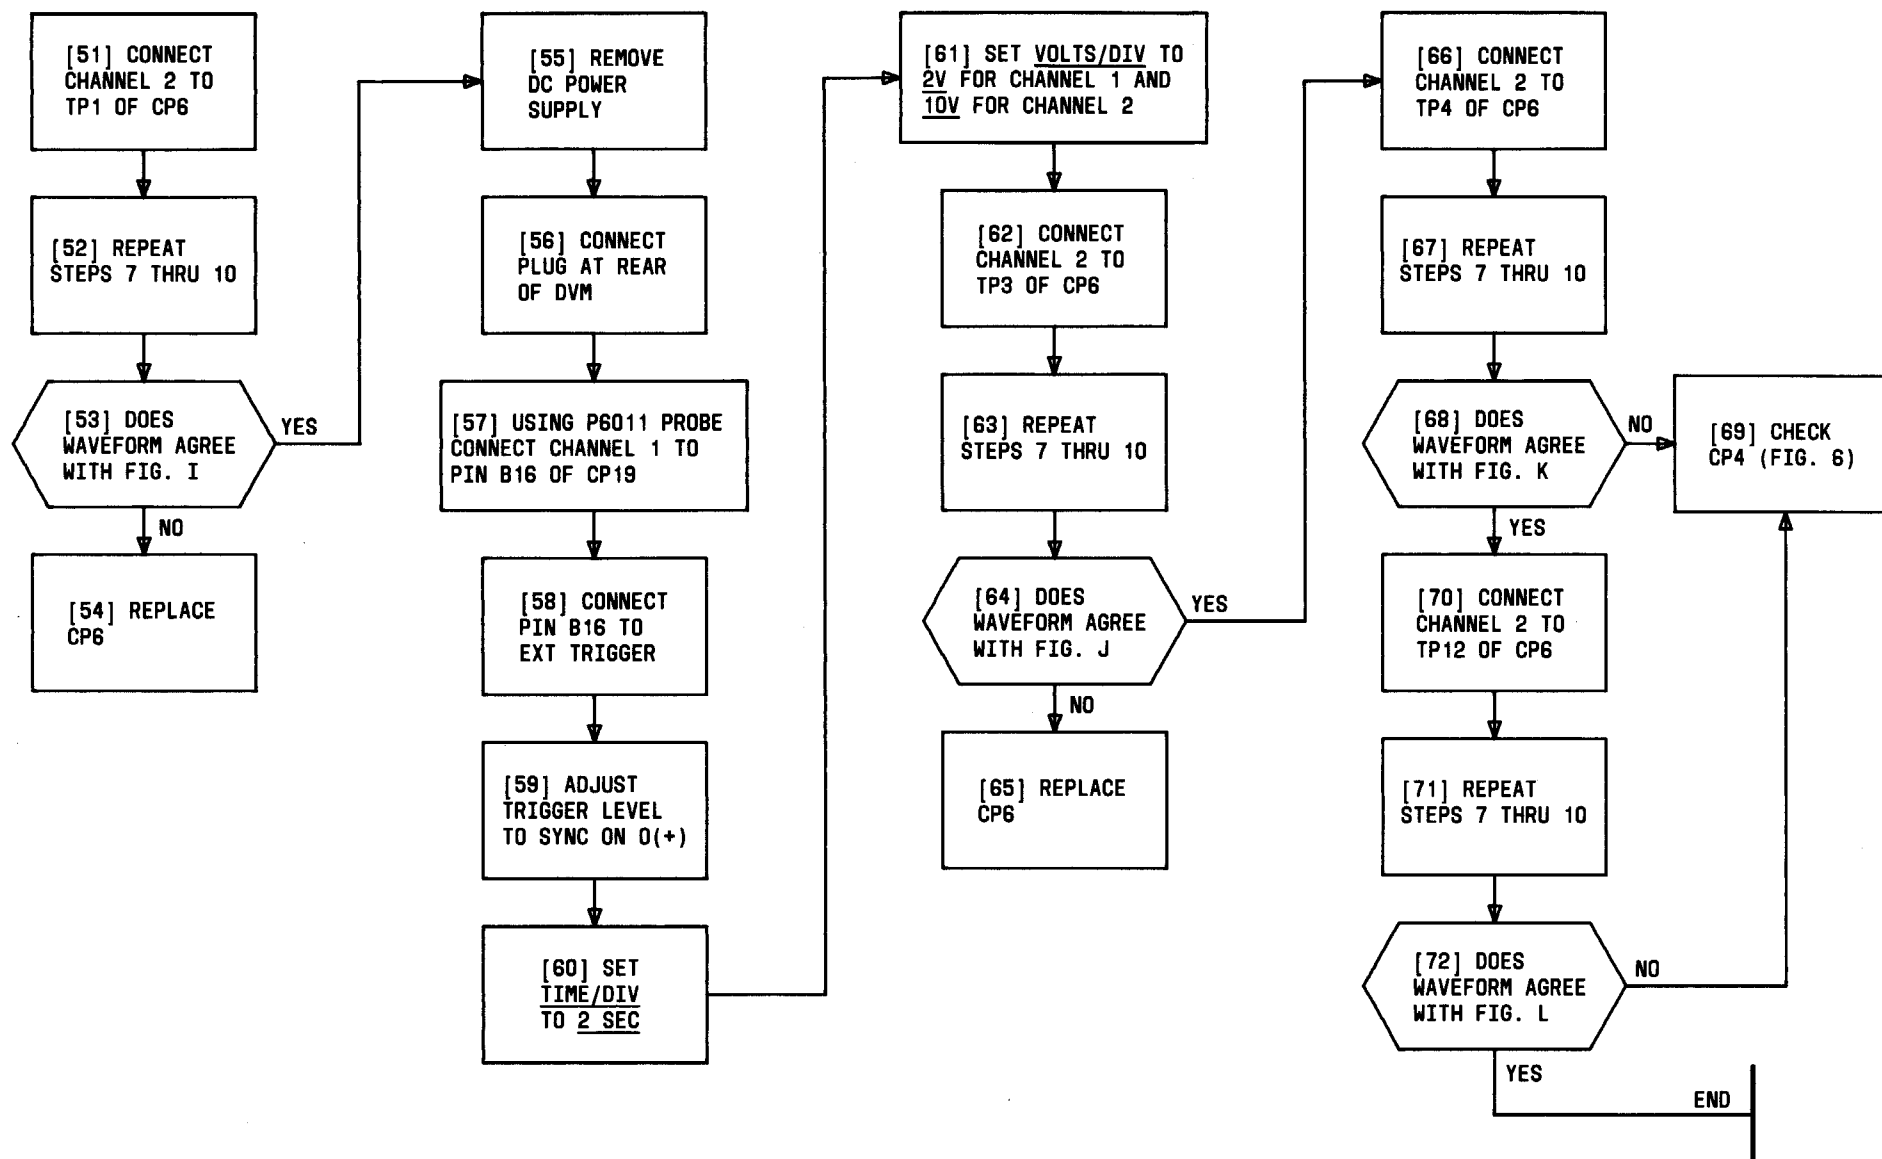 [51] CONNECT
CHANNEL 2 TO
TP1 OF CP6
[52] REPEAT
STEPS 7 THRU 10
[53] DOES
WAVEFORM AGREE
WITH FIG. I
YES
NO
[54] REPLACE
CP6
[55] REMOVE
DC POWER
SUPPLY
[56] CONNECT
PLUG AT REAR
OF DVM
[57] USING P6011 PROBE
CONNECT CHANNEL 1 TO
PIN B16 OF CP19
[58] CONNECT
PIN B16 TO
EXT TRIGGER
[59] ADJUST
TRIGGER LEVEL
TO SYNC ON 0(+)
[60] SET
TIME/DIV
TO 2 SEC
[61] SET VOLTS/DIV TO
2V FOR CHANNEL 1 AND
10V FOR CHANNEL 2
[62] CONNECT
CHANNEL 2 TO
TP3 OF CP6
[63] REPEAT
STEPS 7 THRU 10
[64] DOES
WAVEFORM AGREE
WITH FIG. J
YES
NO
[65] REPLACE
CP6
[66] CONNECT
CHANNEL 2 TO
TP4 OF CP6
[67] REPEAT
STEPS 7 THRU 10
[68] DOES
WAVEFORM AGREE
WITH FIG. K
NO
[69] CHECK
CP4 (FIG. 6)
YES
[70] CONNECT
CHANNEL 2 TO
TP12 OF CP6
[71] REPEAT
STEPS 7 THRU 10
[72] DOES
WAVEFORM AGREE
WITH FIG. L
NO
YES
END